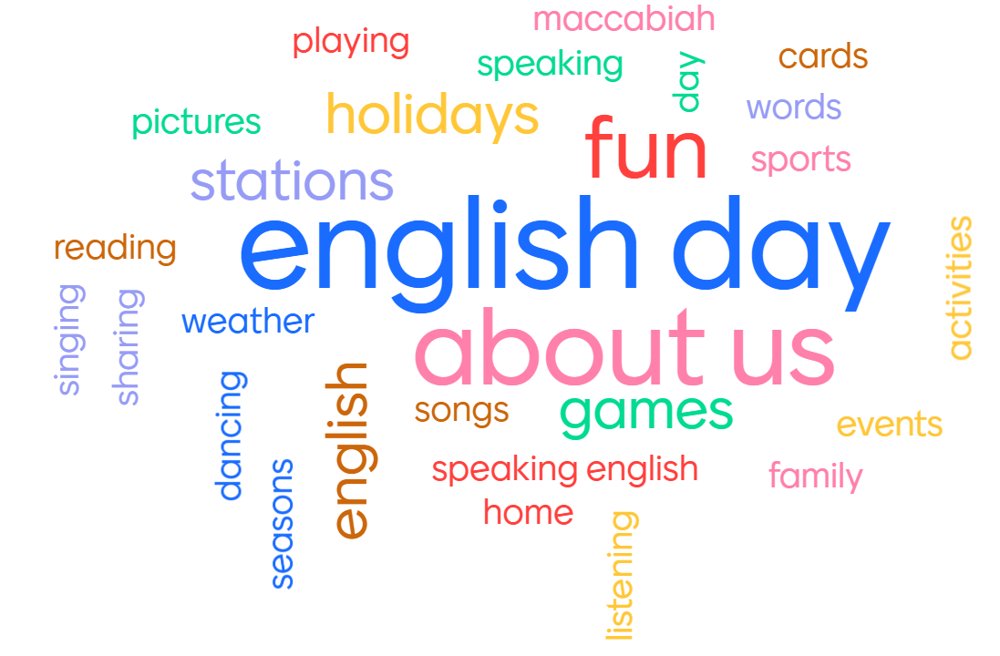 maccabiah
playing
speaking
day
cards
pictures
holidays
words
fun
sports
stations
english day
reading
activities
singing
sharing
weather
about us
dancing
english
songs
games
events
seasons
speaking english
family
home
listening